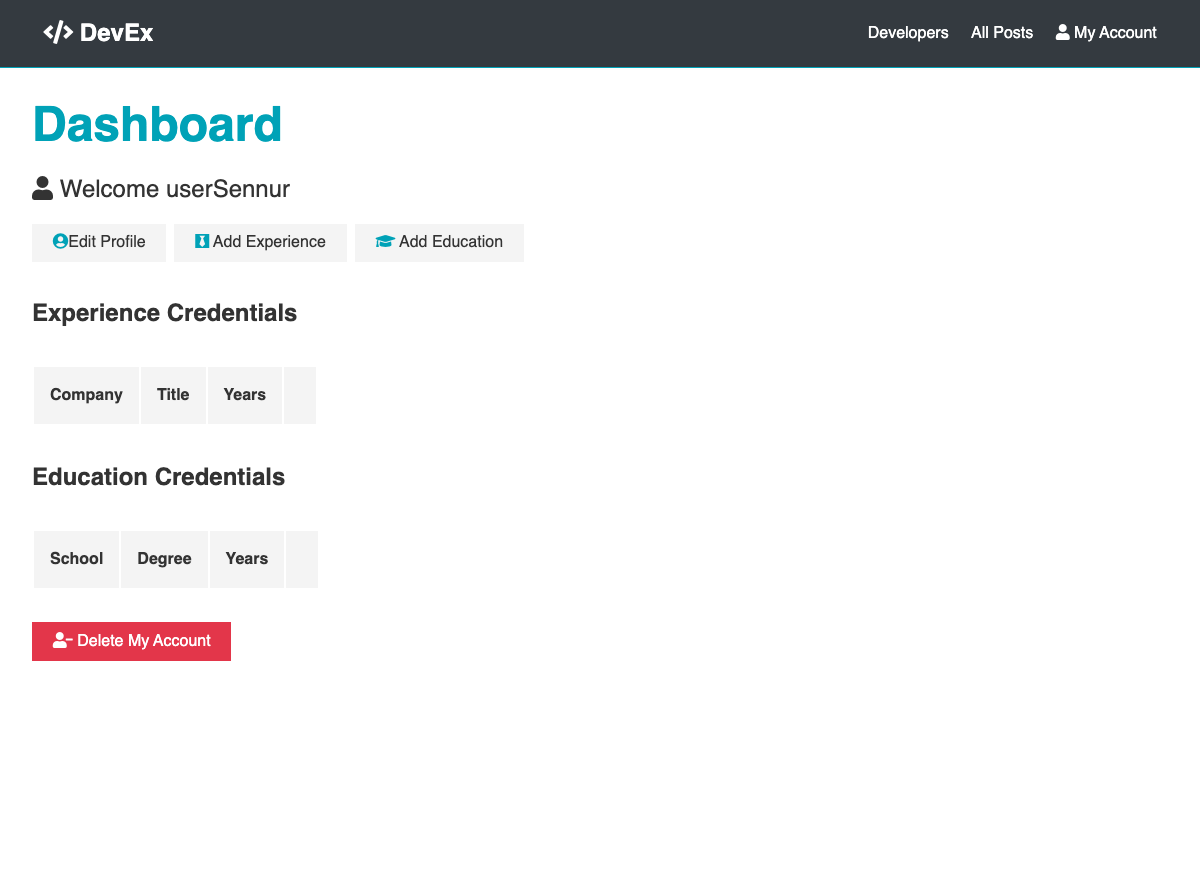 DevEx
Developers All Posts My Account
Dashboard
Welcome userSennur
Edit Profile Add Experience Add Education
Experience Credentials
Company Title Years
Education Credentials
School Degree Years
Delete My Account